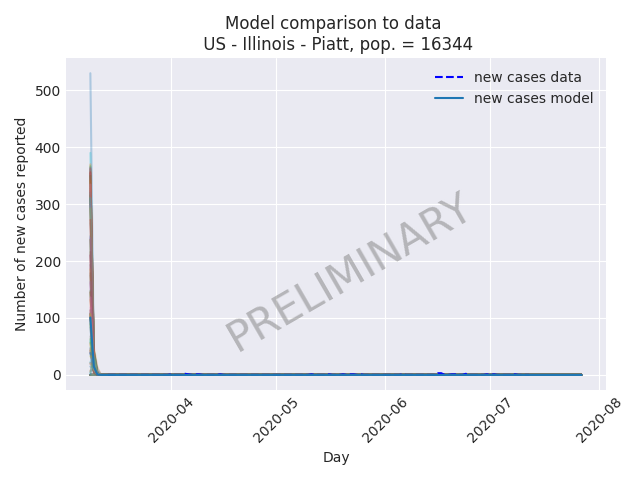 Model comparison to data
US - Illinois - Piatt, pop. = 16344
new cases data
new cases model
Number of new cases reported
500
400
300
200
100
0
PRELIMINARY
2020-04
2020-05
2020-06
2020-07
2020-08
Day